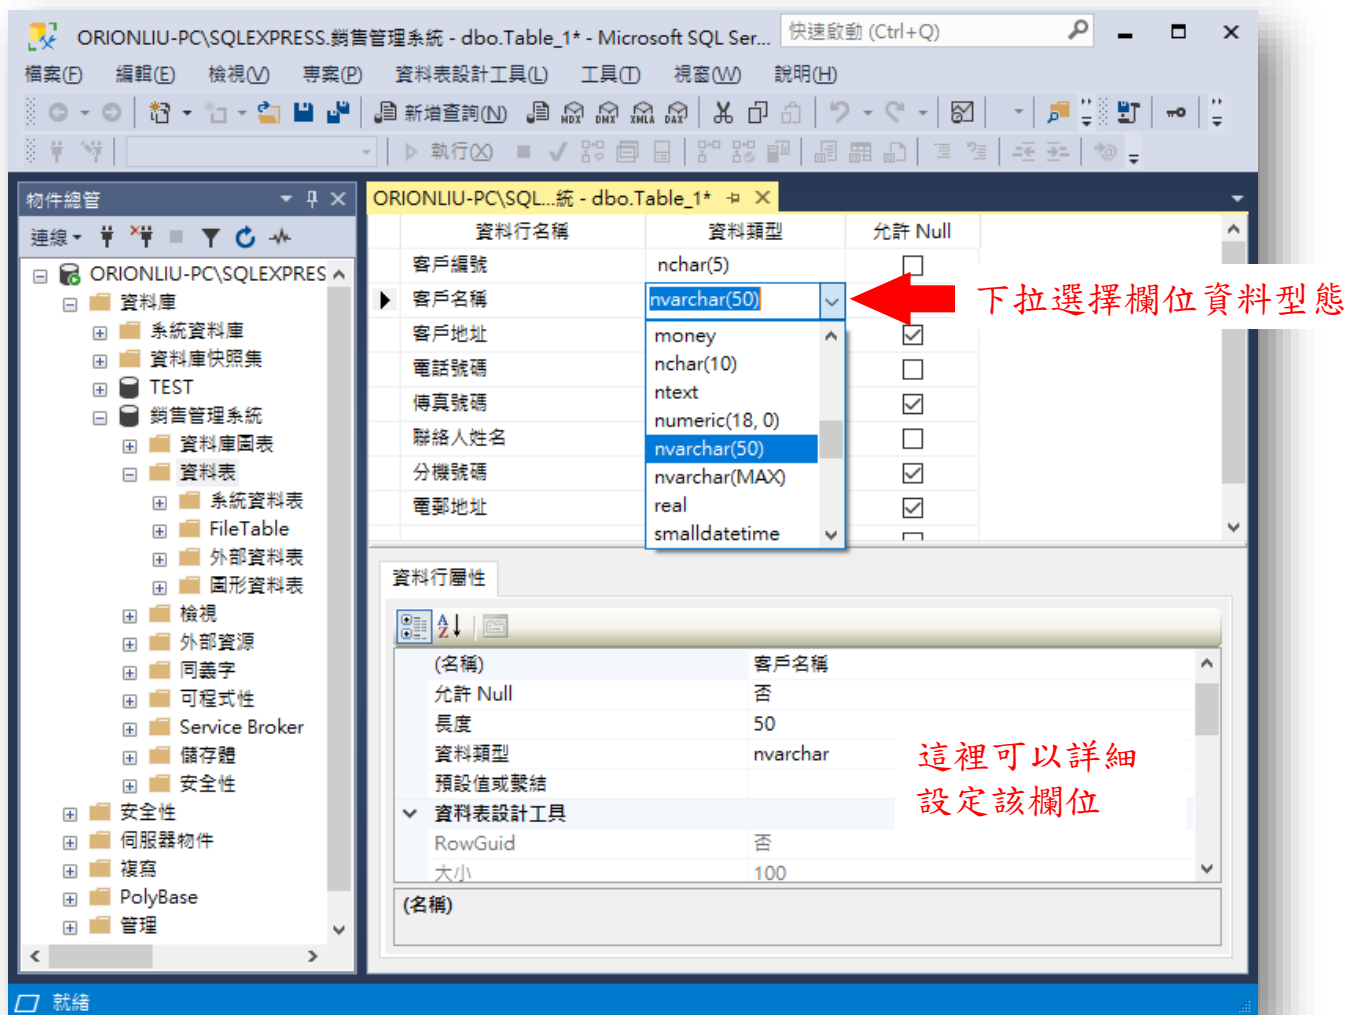 ORIONLIU-PC\SQLEXPRESS.銷售管理系統 - dbo.Table_1* - Microsoft SQL Ser...
快速啟動 (Ctrl+Q)
檔案(F) 編輯(E) 檢視(V) 專案(P) 資料表設計工具(L) 工具(T) 視窗(W) 說明(H)
新增查詢(N) MDX DMX XMLA DAX
執行(X)
物件總管
連線
ORIONLIU-PC\SQLEXPRES
資料庫
系統資料庫
資料庫快照集
TEST
銷售管理系統
資料庫圖表
資料表
系統資料表
FileTable
外部資料表
圖形資料表
檢視
外部資源
同義字
可程式性
Service Broker
儲存體
安全性
安全性
伺服器物件
複寫
PolyBase
管理
ORIONLIU-PC\SQL...統 - dbo.Table_1*
資料行名稱 資料類型 允許 Null
客戶編號 nchar(5)
客戶名稱 nvarchar(50)
下拉選擇欄位資料型態
客戶地址
電話號碼
傳真號碼
聯絡人姓名
分機號碼
電郵地址
money
nchar(10)
ntext
numeric(18, 0)
nvarchar(50)
nvarchar(MAX)
real
smalldatetime
資料行屬性
(名稱) 客戶名稱
允許 Null 否
長度 50
資料類型 nvarchar
預設值或繫結
資料表設計工具
RowGuid 否
大小 100
這裡可以詳細
設定該欄位
(名稱)
就緒